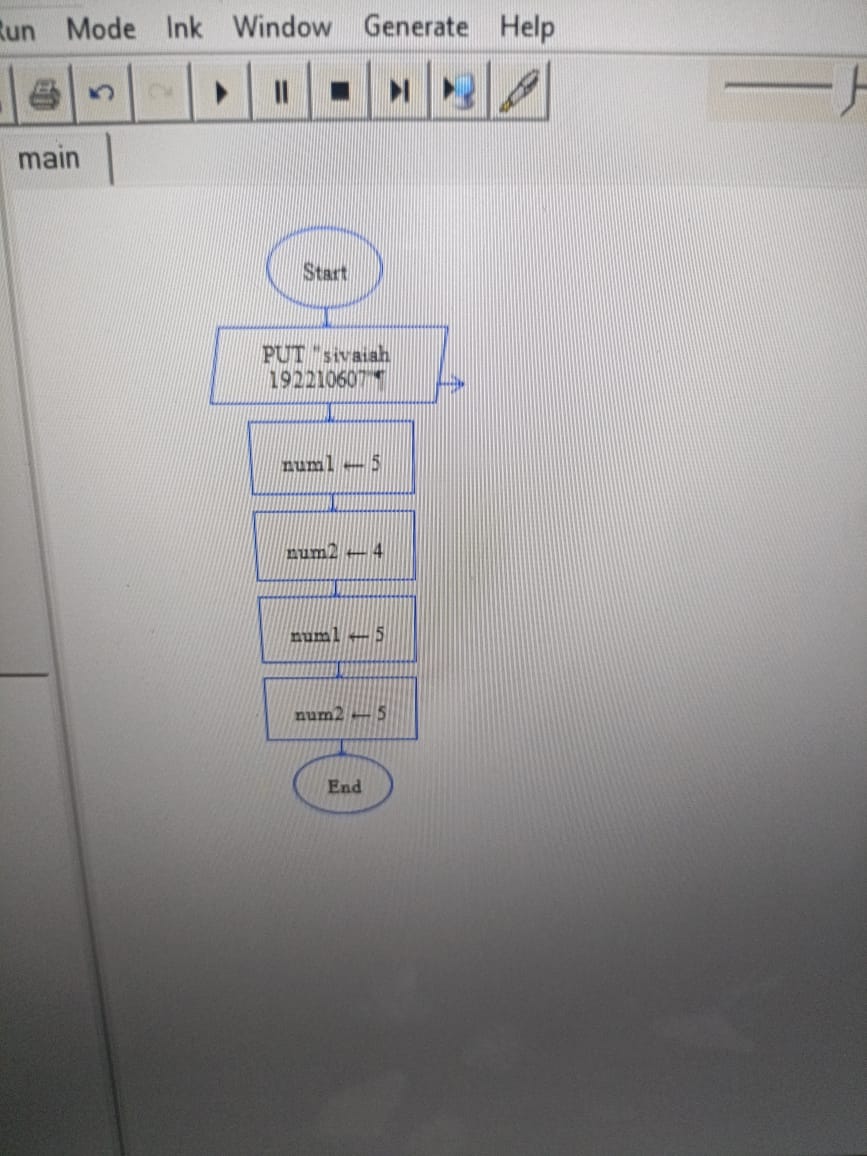 Run Mode Ink Window Generate Help
main
Start
PUT "sivaiah
192210607"¶
num1 ← 5
num2 ← 4
num1 ← 5
num2 ← 5
End